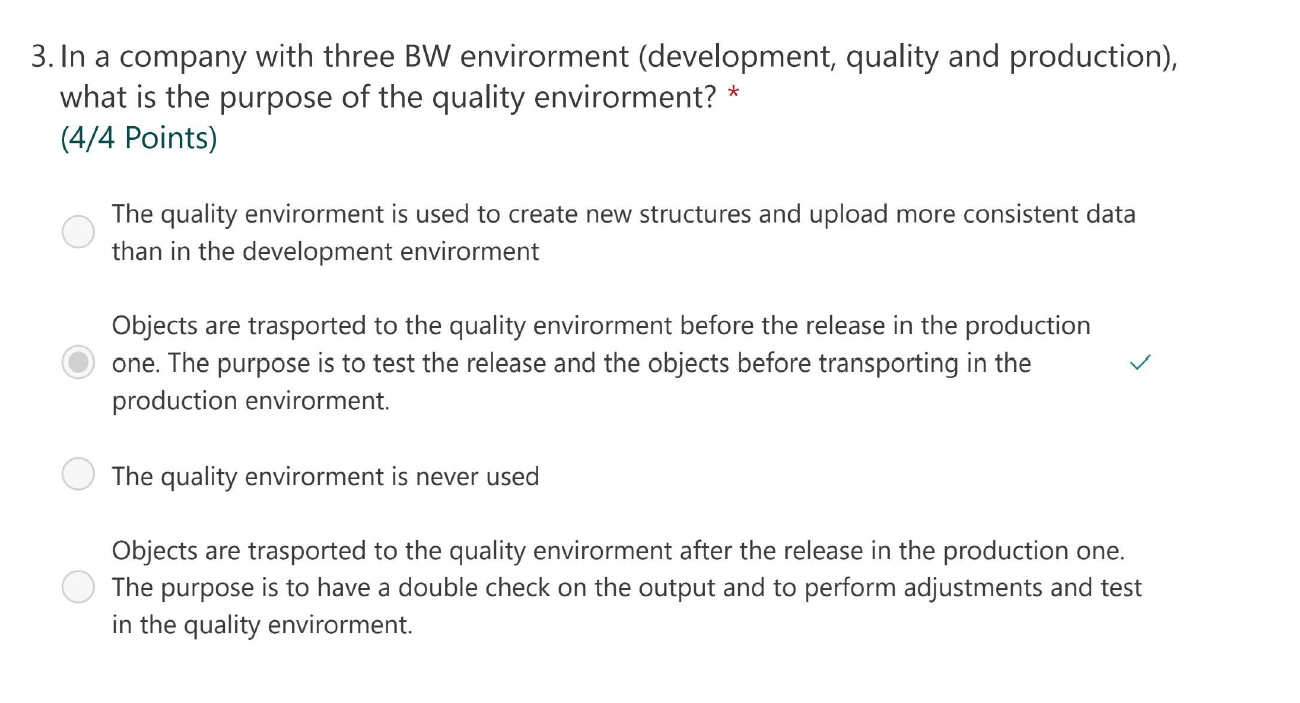 3. In a company with three BW envirorment (development, quality and production),
what is the purpose of the quality envirorment? *
(4/4 Points)
The quality envirorment is used to create new structures and upload more consistent data
than in the development envirorment
Objects are trasported to the quality envirorment before the release in the production
one. The purpose is to test the release and the objects before transporting in the
production envirorment.
The quality envirorment is never used
Objects are trasported to the quality envirorment after the release in the production one.
The purpose is to have a double check on the output and to perform adjustments and test
in the quality envirorment.